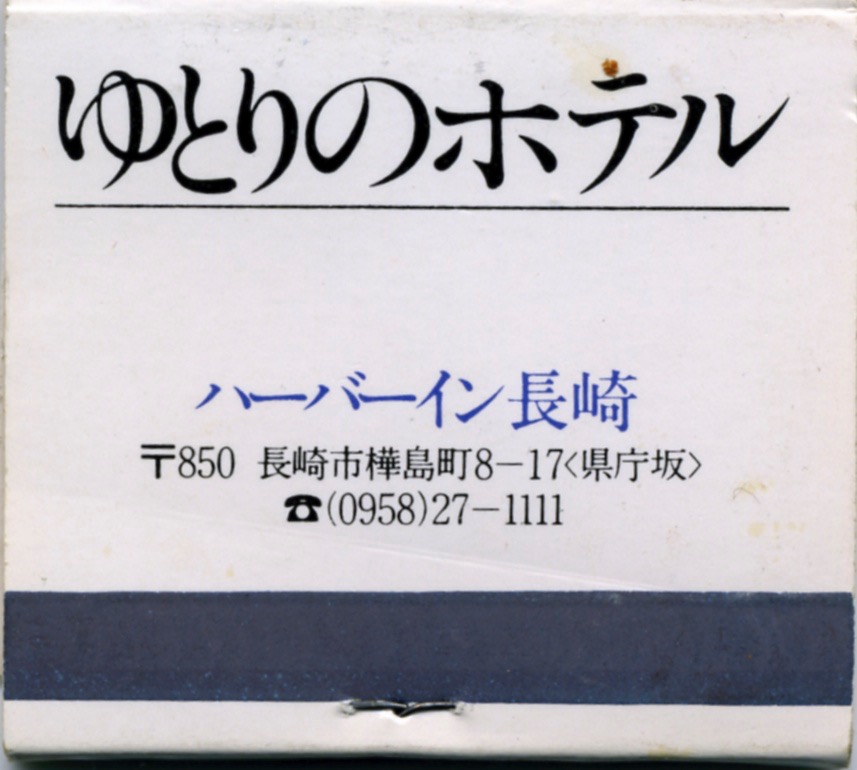 ゆとりのホテル
ハーバーイン長崎
〒850 長崎市樺島町8-17<県庁坂>
☎(0958)27-1111